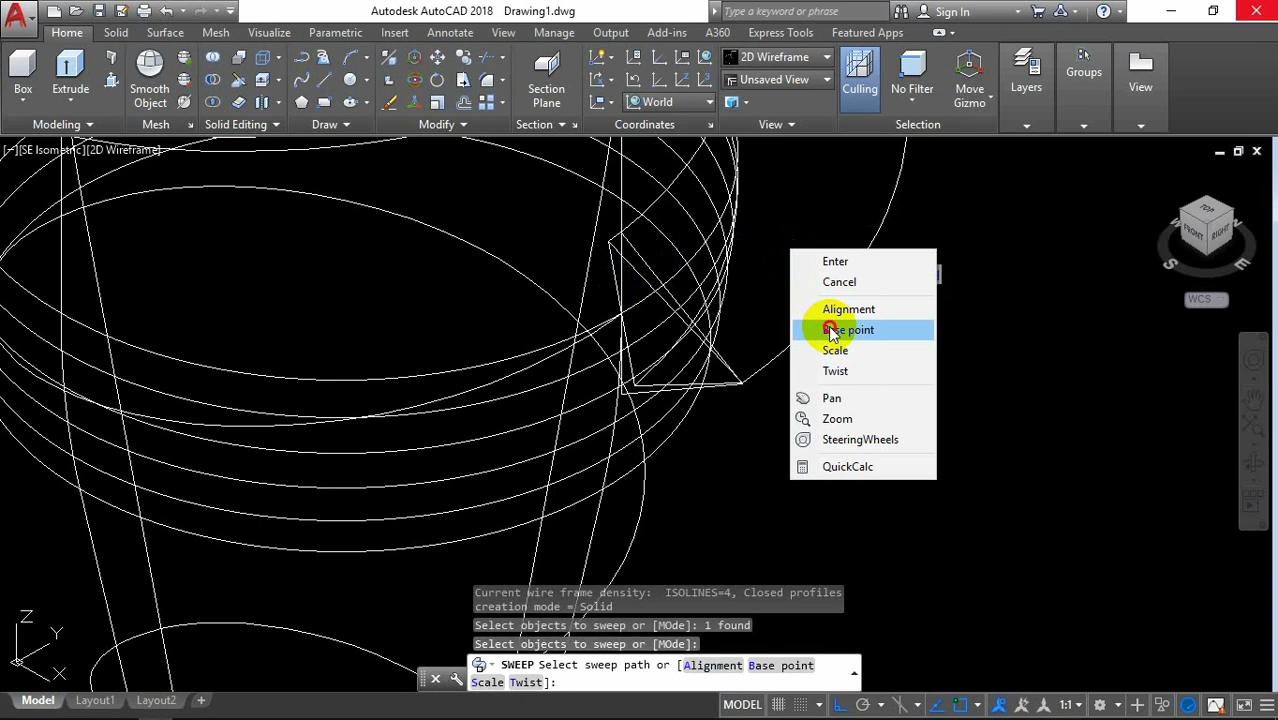 Autodesk AutoCAD 2018 Drawing1.dwg
Type a keyword or phrase
Sign In
Home Solid Surface Mesh Visualize Parametric Insert Annotate View Manage Output Add-ins A360 Express Tools Featured Apps
Box
Extrude
Smooth
Object
Section
Plane
2D Wireframe
Unsaved View
World
Culling
No Filter
Move
Gizmo
Layers
Groups
View
Modeling
Mesh
Solid Editing
Draw
Modify
Section
Coordinates
View
Selection
[−][SE Isometric][2D Wireframe]
TOP
FRONT
RIGHT
W
N
S
E
WCS
Enter
Cancel
Alignment
Base point
Scale
Twist
Pan
Zoom
SteeringWheels
QuickCalc
Current wire frame density: ISOLINES=4, Closed profiles
creation mode = Solid
Select objects to sweep or [MOde]: 1 found
Select objects to sweep or [MOde]:
SWEEP Select sweep path or [Alignment Base point
Scale Twist]:
Z
Y
X
Model Layout1 Layout2 +
MODEL
1:1